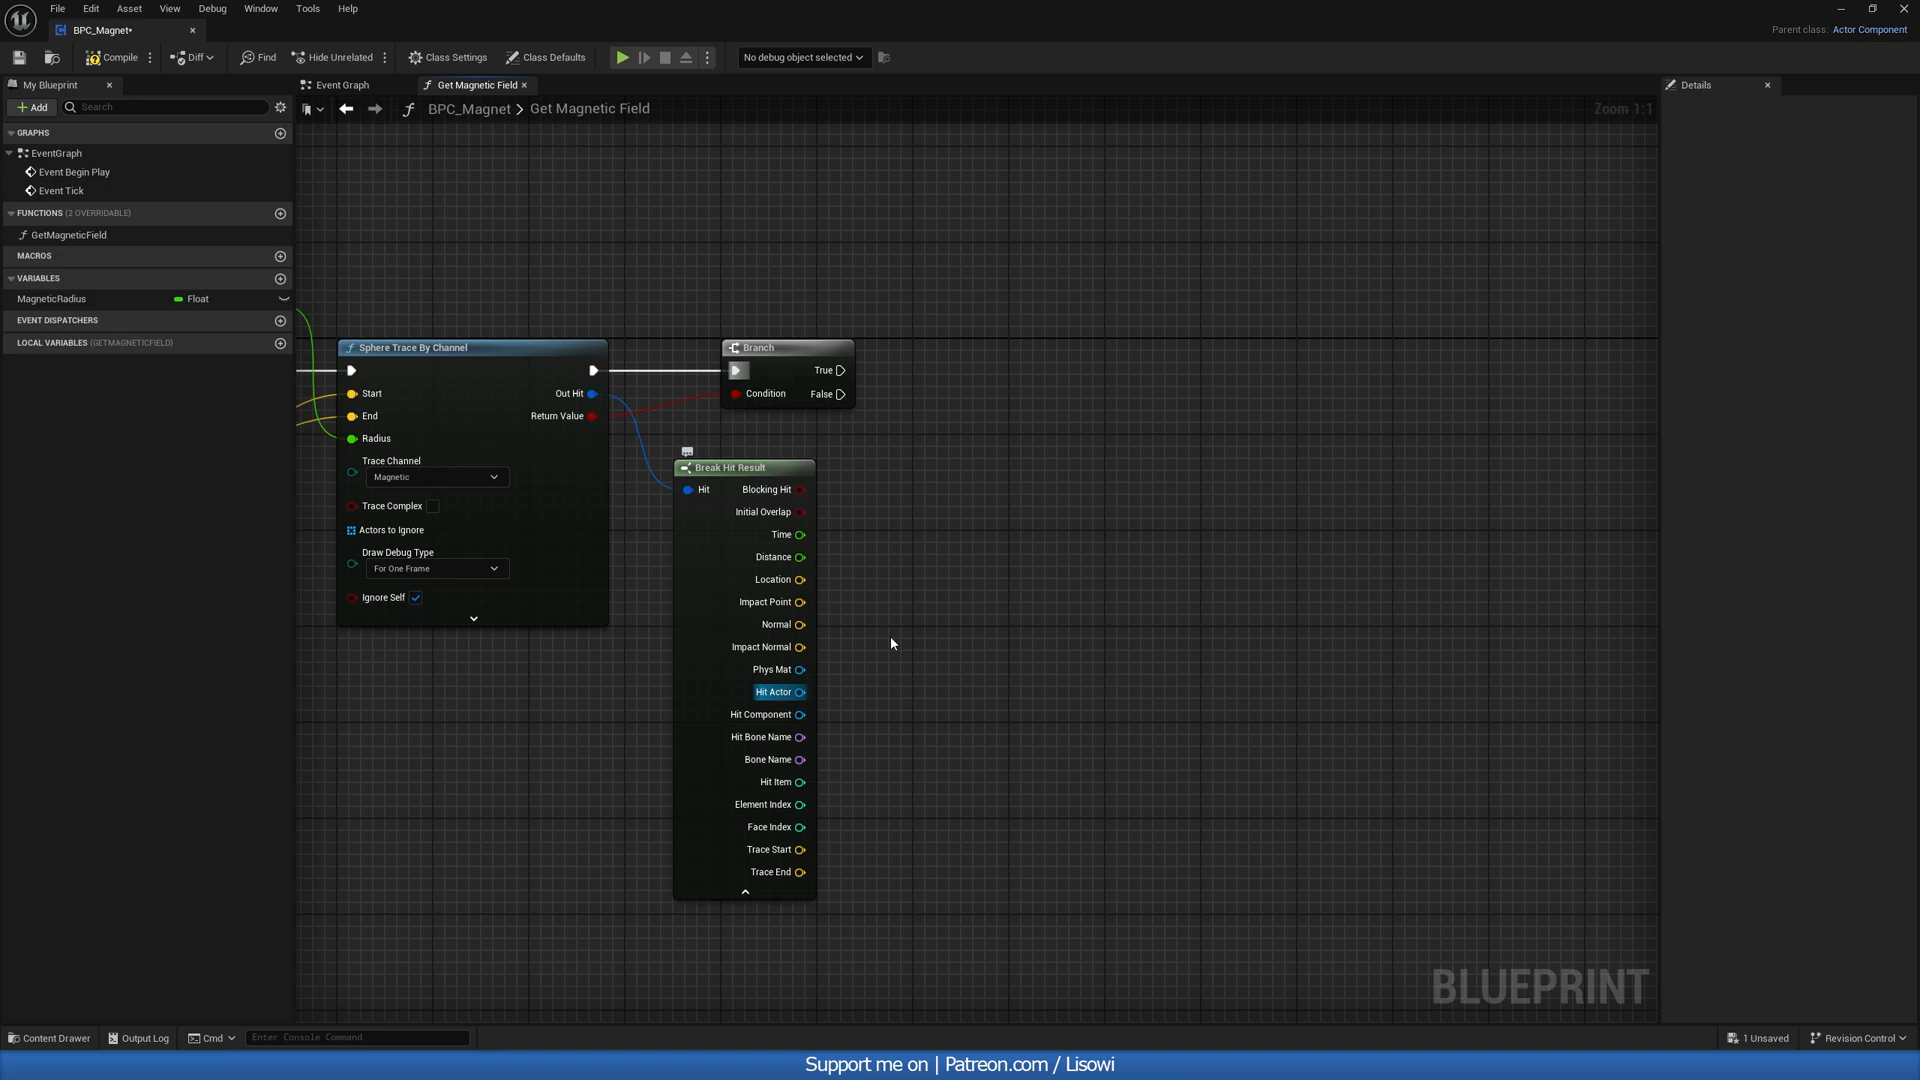 File Edit Asset View Debug Window Tools Help
BPC_Magnet*
Parent class: Actor Component
Compile Diff Find Hide Unrelated Class Settings Class Defaults No debug object selected
My Blueprint Event Graph Get Magnetic Field Details
Add Search BPC_Magnet > Get Magnetic Field Zoom 1:1
GRAPHS
EventGraph
Event Begin Play
Event Tick
FUNCTIONS (2 OVERRIDABLE)
GetMagneticField
MACROS
VARIABLES
MagneticRadius Float
EVENT DISPATCHERS
LOCAL VARIABLES (GETMAGNETICFIELD)
Sphere Trace By Channel
Start Out Hit
End Return Value
Radius
Trace Channel
Magnetic
Trace Complex
Actors to Ignore
Draw Debug Type
For One Frame
Ignore Self
Branch
True
Condition False
Break Hit Result
Hit Blocking Hit
Initial Overlap
Time
Distance
Location
Impact Point
Normal
Impact Normal
Phys Mat
Hit Actor
Hit Component
Hit Bone Name
Bone Name
Hit Item
Element Index
Face Index
Trace Start
Trace End
BLUEPRINT
Content Drawer Output Log Cmd Enter Console Command 1 Unsaved Revision Control
Support me on | Patreon.com / Lisowi